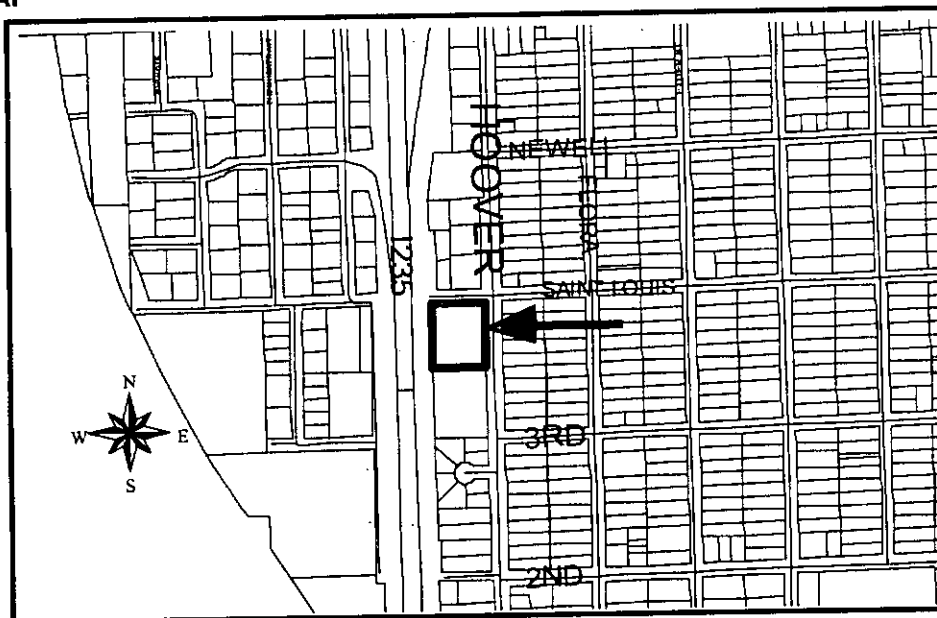 HOOVER
NEWELL
FLORA
I235
SAINT LOUIS
N
W E
S
3RD
2ND